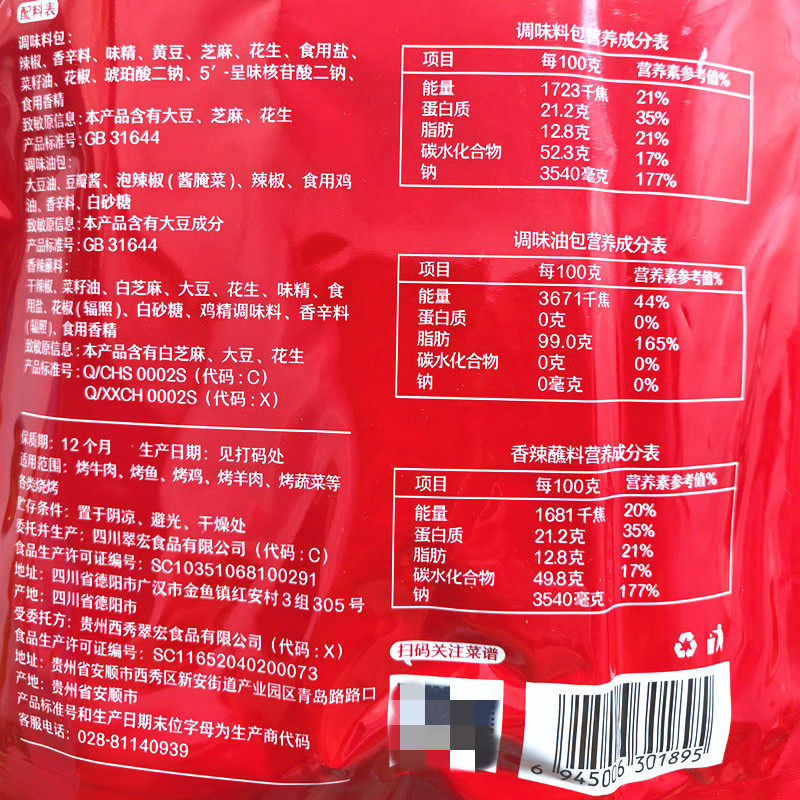 配料表
调味料包：
辣椒、香辛料、味精、黄豆、芝麻、花生、食用盐、
菜籽油、花椒、琥珀酸二钠、5′-呈味核苷酸二钠、
食用香精
致敏原信息：本产品含有大豆、芝麻、花生
产品标准号：GB 31644
调味油包：
大豆油、豆瓣酱、泡辣椒（酱腌菜）、辣椒、食用鸡
油、香辛料、白砂糖
致敏原信息：本产品含有大豆成分
产品标准号：GB 31644
香辣蘸料：
干辣椒、菜籽油、白芝麻、大豆、花生、味精、食
用盐、花椒（辐照）、白砂糖、鸡精调味料、香辛料
（辐照）、食用香精
致敏原信息：本产品含有白芝麻、大豆、花生
产品标准号：Q/CHS 0002S（代码：C）
Q/XXCH 0002S（代码：X）
保质期：12个月 生产日期：见打码处
适用范围：烤牛肉、烤鱼、烤鸡、烤羊肉、烤蔬菜等
各类烧烤
贮存条件：置于阴凉、避光、干燥处
委托并生产：四川翠宏食品有限公司（代码：C）
食品生产许可证编号：SC10351068100291
地址：四川省德阳市广汉市金鱼镇红安村3组305号
产地：四川省德阳市
受委托方：贵州西秀翠宏食品有限公司（代码：X）
食品生产许可证编号：SC11652040200073
地址：贵州省安顺市西秀区新安街道产业园区青岛路路口
产地：贵州省安顺市
产品标准号和生产日期末位字母为生产商代码
客服电话：028-81140939
调味料包营养成分表
项目 每100克 营养素参考值%
能量 1723千焦 21%
蛋白质 21.2克 35%
脂肪 12.8克 21%
碳水化合物 52.3克 17%
钠 3540毫克 177%
调味油包营养成分表
项目 每100克 营养素参考值%
能量 3671千焦 44%
蛋白质 0克 0%
脂肪 99.0克 165%
碳水化合物 0克 0%
钠 0毫克 0%
香辣蘸料营养成分表
项目 每100克 营养素参考值%
能量 1681千焦 20%
蛋白质 21.2克 35%
脂肪 12.8克 21%
碳水化合物 49.8克 17%
钠 3540毫克 177%
扫码关注菜谱
6 945006 301895